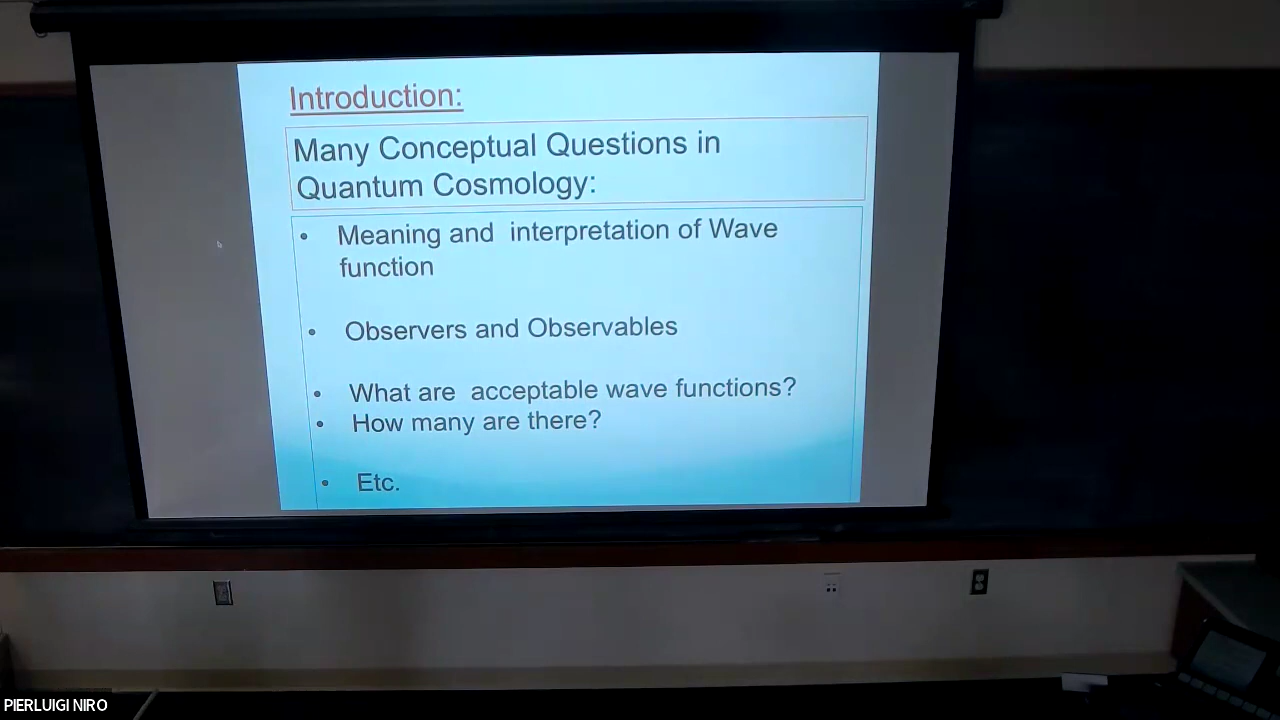 Introduction:
Many Conceptual Questions in
Quantum Cosmology:
• Meaning and interpretation of Wave
function
• Observers and Observables
• What are acceptable wave functions?
• How many are there?
• Etc.
PIERLUIGI NIRO